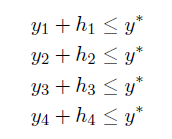 y₁ + h₁ ≤ y*
y₂ + h₂ ≤ y*
y₃ + h₃ ≤ y*
y₄ + h₄ ≤ y*